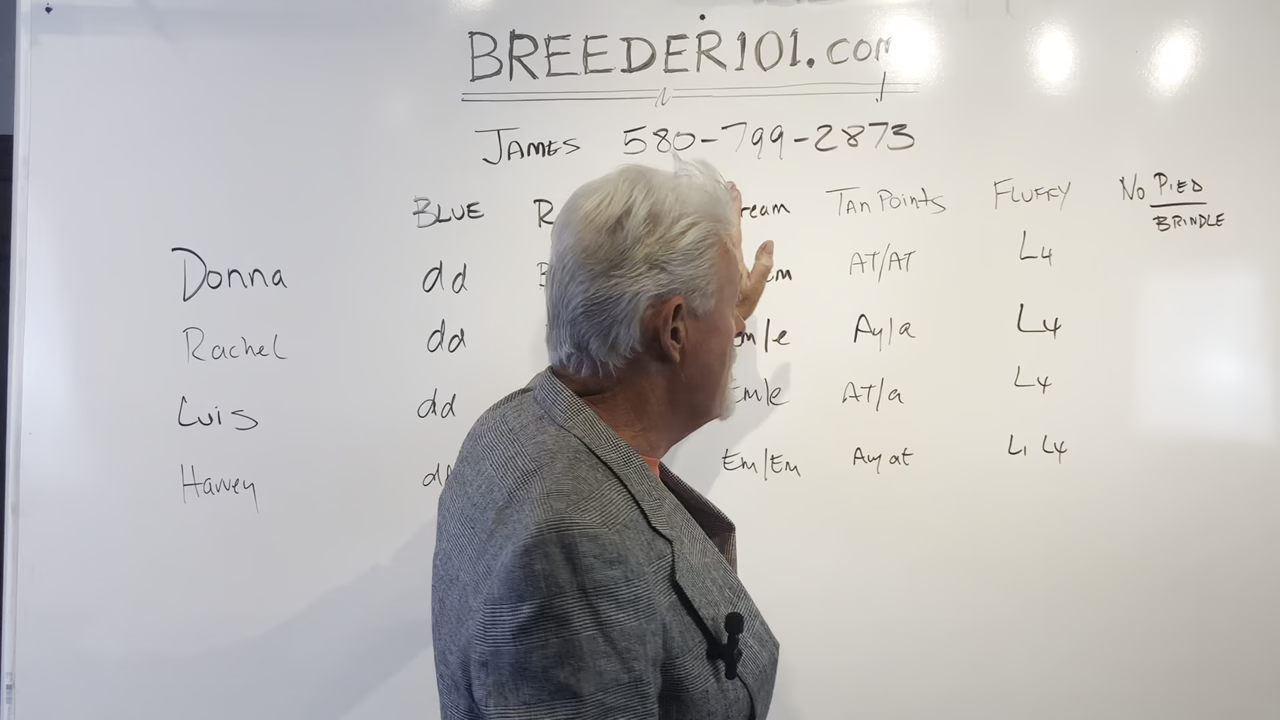 BREEDER101.com
JAMES 580-799-2873
BLUE TAN POINTS FLUFFY NO PIED
BRINDLE
Donna dd AT/AT L4
Rachel dd Ay/a L4
Luis dd Em/e AT/a L4
Harvey Em/Em Ay at L1 L4